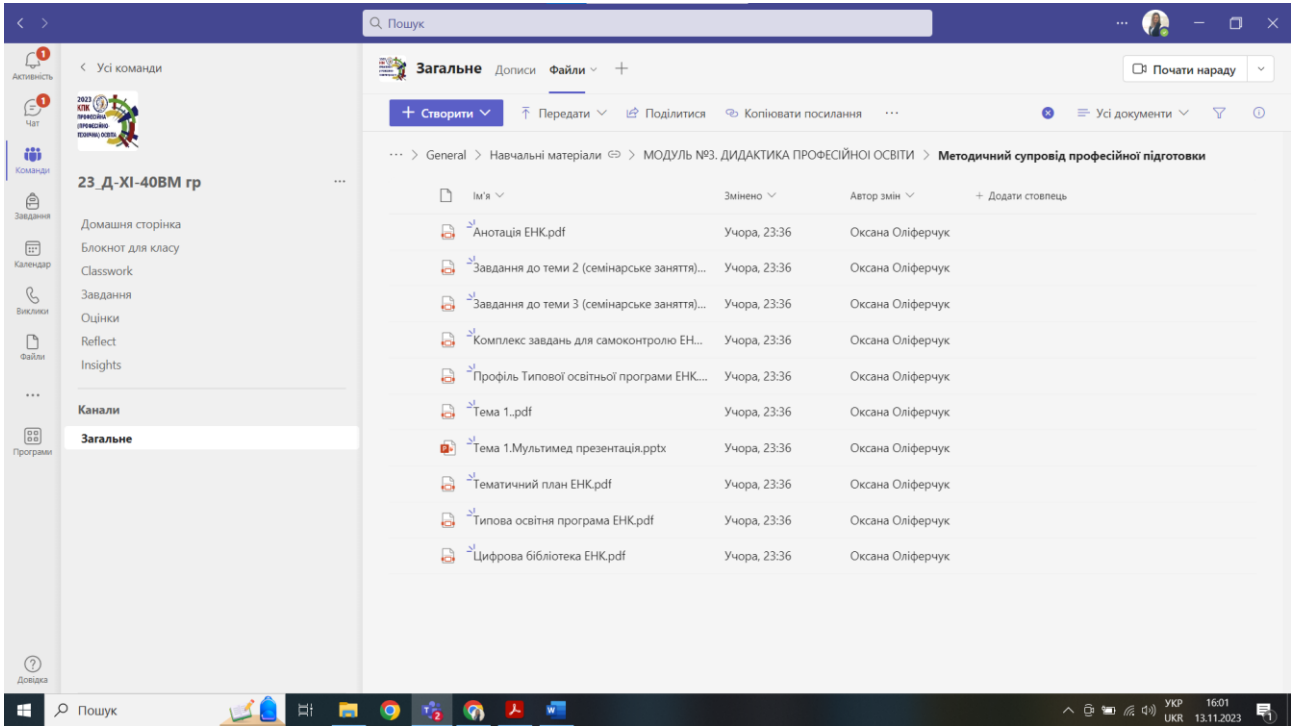 Пошук
Активність
Чат
Команди
Завдання
Календар
Виклики
Файли
Програми
Довідка
Усі команди
2023
КПК
ПРОФЕСІЙНА
(ПРОФЕСІЙНО
ТЕХНІЧНА) ОСВІТА
23_Д-XI-40ВМ гр
Домашня сторінка
Блокнот для класу
Classwork
Завдання
Оцінки
Reflect
Insights
Канали
Загальне
Загальне Дописи Файли
Почати нараду
+ Створити Передати Поділитися Копіювати посилання ... Усі документи
... > General > Навчальні матеріали > МОДУЛЬ №3. ДИДАКТИКА ПРОФЕСІЙНОЇ ОСВІТИ > Методичний супровід професійної підготовки
Ім'я Змінено Автор змін + Додати стовпець
Анотація ЕНК.pdf Учора, 23:36 Оксана Оліферчук
Завдання до теми 2 (семінарське заняття)... Учора, 23:36 Оксана Оліферчук
Завдання до теми 3 (семінарське заняття)... Учора, 23:36 Оксана Оліферчук
Комплекс завдань для самоконтролю ЕН... Учора, 23:36 Оксана Оліферчук
Профіль Типової освітньої програми ЕНК.... Учора, 23:36 Оксана Оліферчук
Тема 1..pdf Учора, 23:36 Оксана Оліферчук
Тема 1.Мультимед презентація.pptx Учора, 23:36 Оксана Оліферчук
Тематичний план ЕНК.pdf Учора, 23:36 Оксана Оліферчук
Типова освітня програма ЕНК.pdf Учора, 23:36 Оксана Оліферчук
Цифрова бібліотека ЕНК.pdf Учора, 23:36 Оксана Оліферчук
Пошук
УКР 16:01
UKR 13.11.2023